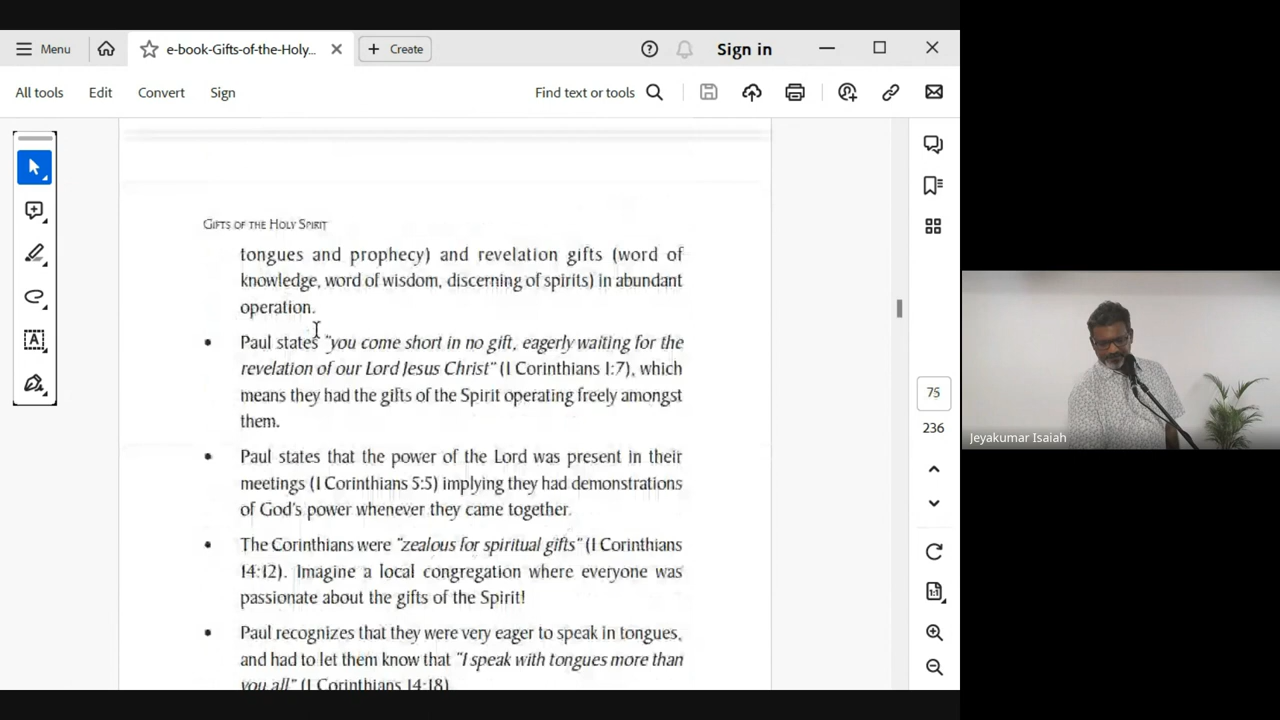 Menu
e-book-Gifts-of-the-Holy...
Create
Sign in
All tools
Edit
Convert
Sign
Find text or tools
GIFTS OF THE HOLY SPIRIT
tongues and prophecy) and revelation gifts (word of
knowledge, word of wisdom, discerning of spirits) in abundant
operation.
• Paul states "you come short in no gift, eagerly waiting for the
revelation of our Lord Jesus Christ" (1 Corinthians 1:7), which
means they had the gifts of the Spirit operating freely amongst
them.
• Paul states that the power of the Lord was present in their
meetings (1 Corinthians 5:5) implying they had demonstrations
of God's power whenever they came together.
• The Corinthians were "zealous for spiritual gifts" (1 Corinthians
14:12). Imagine a local congregation where everyone was
passionate about the gifts of the Spirit!
• Paul recognizes that they were very eager to speak in tongues,
and had to let them know that "I speak with tongues more than
you all" (1 Corinthians 14:18).
75
236
Jeyakumar Isaiah